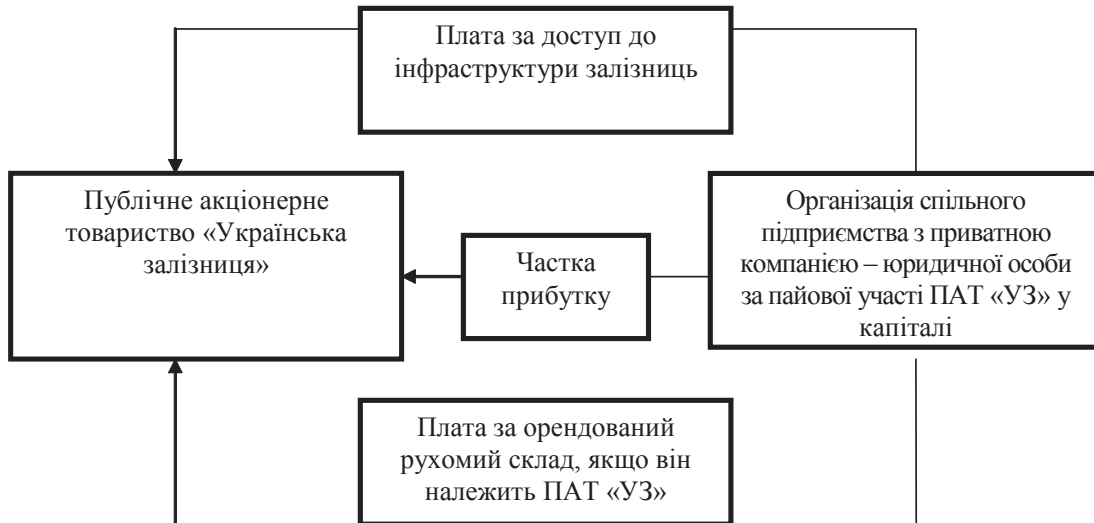 Плата за доступ до
інфраструктури залізниць
Публічне акціонерне
товариство «Українська
залізниця»
Частка
прибутку
Організація спільного
підприємства з приватною
компанією – юридичної особи
за пайової участі ПАТ «УЗ» у
капіталі
Плата за орендований
рухомий склад, якщо він
належить ПАТ «УЗ»